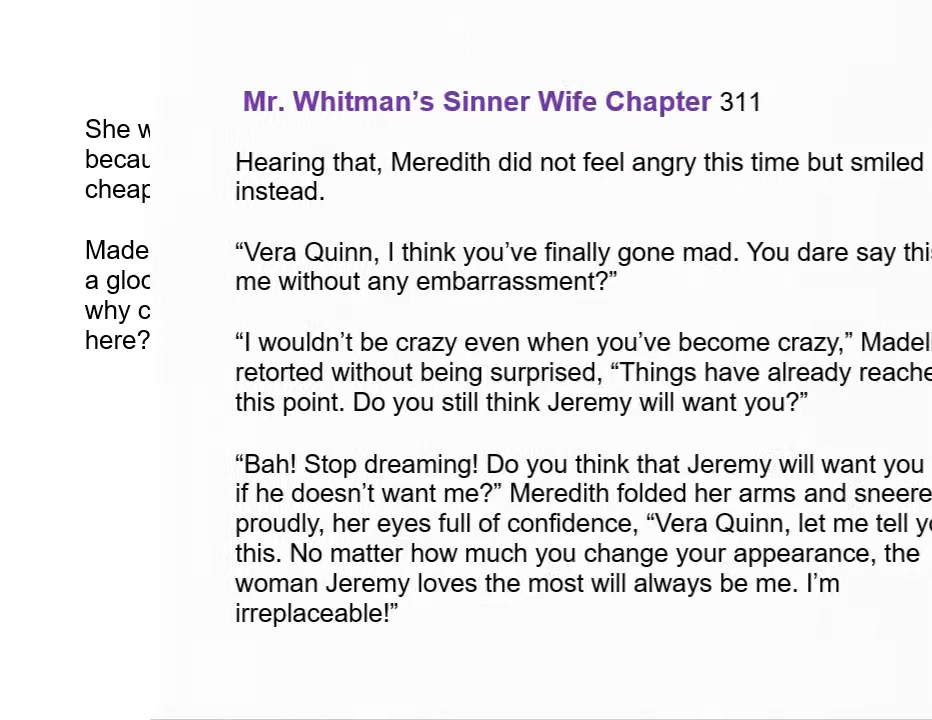 She
becau
cheap
Made
a
why
here?
Mr. Whitman’s Sinner Wife Chapter 311
Hearing that, Meredith did not feel angry this time but smiled
instead.
“Vera Quinn, I think you’ve finally gone mad. You dare say
me without any embarrassment?”
“I wouldn’t be crazy even when you’ve become crazy,” Madel
retorted without being surprised, “Things have already reache
this point. Do you still think Jeremy will want you?”
“Bah! Stop dreaming! Do you think that Jeremy will want you
if he doesn’t want me?” Meredith folded her arms and sneere
proudly, her eyes full of confidence, “Vera Quinn, let me tell
this. No matter how much you change your appearance, the
woman Jeremy loves the most will always be me. I’m
irreplaceable!”